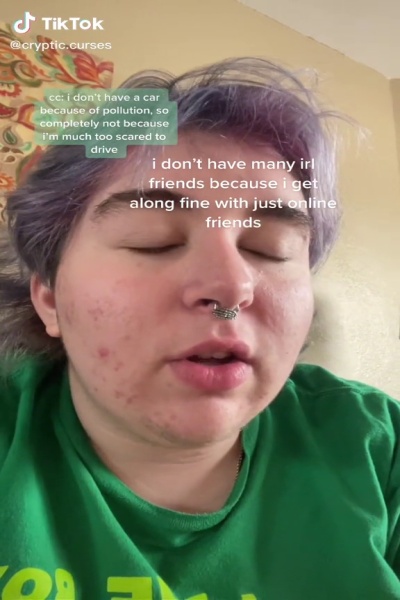 TikTok
@cryptic.curses
cc: i don't have a car
because of pollution, so
completely not because
i'm much too scared to
drive
i don't have many irl
friends because i get
along fine with just online
friends